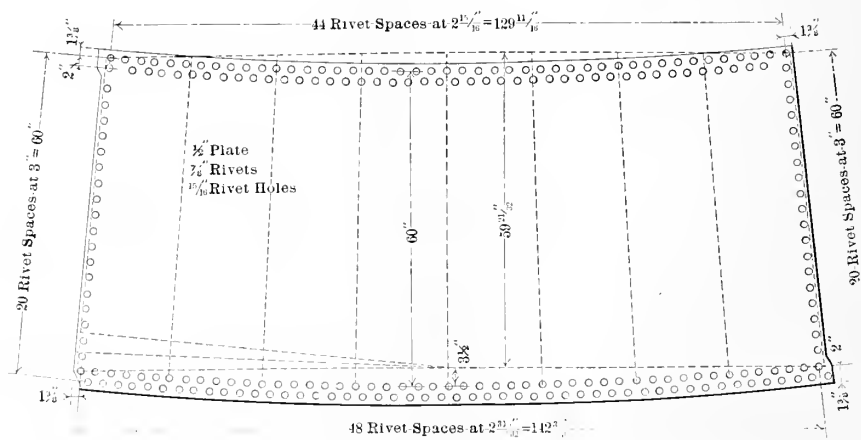 44 Rivet Spaces at 2 15/16" = 129 11/16"
1 3/8"
1 3/8"
2"
20 Rivet Spaces at 3" = 60"
½" Plate
7/8" Rivets
15/16" Rivet Holes
60"
59 21/32"
20 Rivet Spaces at 3" = 60"
3½"
2"
1 3/8"
1 3/8"
48 Rivet Spaces at 2 31/32" = 142